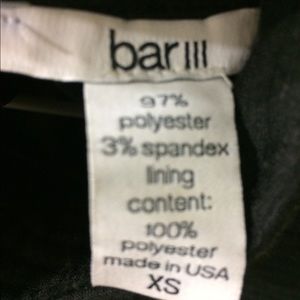 bar III
97%
polyester
3% spandex
lining
content:
100%
polyester
made in USA
XS